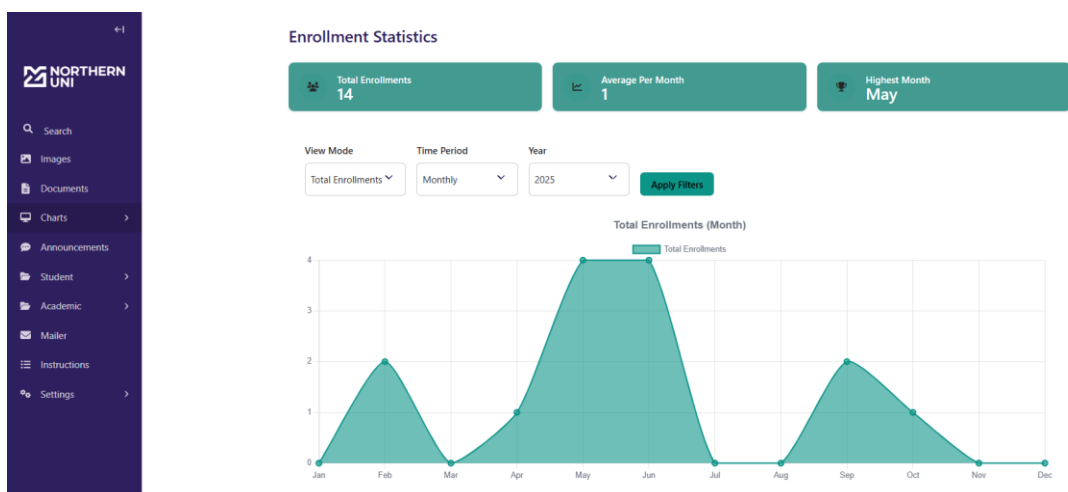 NORTHERN
UNI
Search
Images
Documents
Charts
Announcements
Student
Academic
Mailer
Instructions
Settings
Enrollment Statistics
Total Enrollments
14
Average Per Month
1
Highest Month
May
View Mode Time Period Year
Total Enrollments Monthly 2025 Apply Filters
Total Enrollments (Month)
Total Enrollments
4
3
2
1
0
Jan Feb Mar Apr May Jun Jul Aug Sep Oct Nov Dec